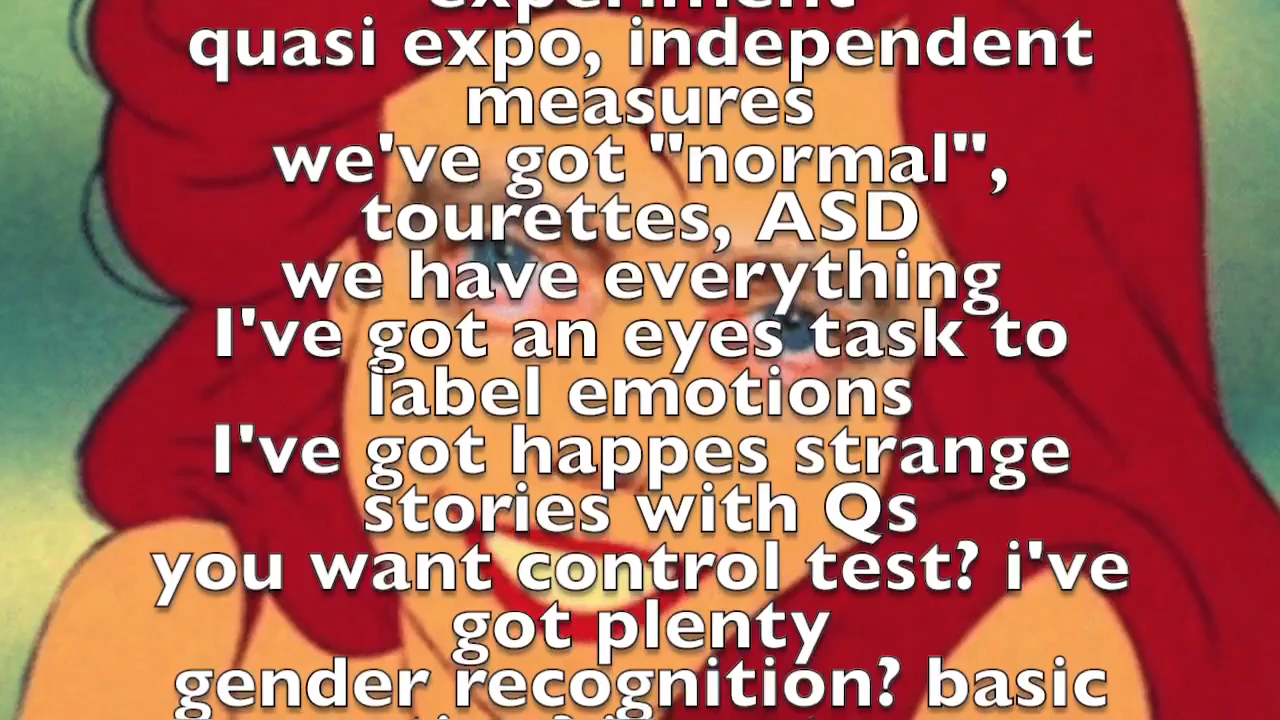 experiment
quasi expo, independent
measures
we've got "normal",
tourettes, ASD
we have everything
I've got an eyes task to
label emotions
I've got happes strange
stories with Qs
you want control test? i've
got plenty
gender recognition? basic